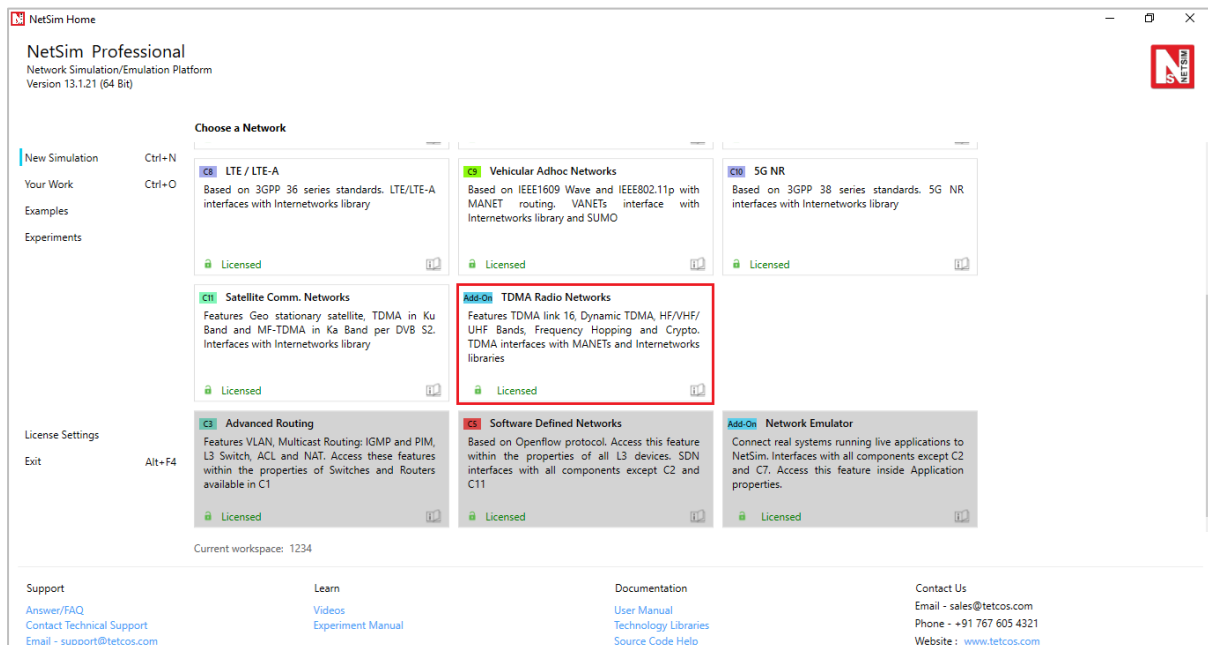 NetSim Home
NetSim Professional
Network Simulation/Emulation Platform
Version 13.1.21 (64 Bit)
NETSIM
Choose a Network
New Simulation Ctrl+N
Your Work Ctrl+O
Examples
Experiments
License Settings
Exit Alt+F4
C8 LTE / LTE-A
Based on 3GPP 36 series standards. LTE/LTE-A
interfaces with Internetworks library
Licensed
C9 Vehicular Adhoc Networks
Based on IEEE1609 Wave and IEEE802.11p with
MANET routing. VANETs interface with
Internetworks library and SUMO
Licensed
C10 5G NR
Based on 3GPP 38 series standards. 5G NR
interfaces with Internetworks library
Licensed
C11 Satellite Comm. Networks
Features Geo stationary satellite, TDMA in Ku
Band and MF-TDMA in Ka Band per DVB S2.
Interfaces with Internetworks library
Licensed
Add-On TDMA Radio Networks
Features TDMA link 16, Dynamic TDMA, HF/VHF/
UHF Bands, Frequency Hopping and Crypto.
TDMA interfaces with MANETs and Internetworks
libraries
Licensed
C3 Advanced Routing
Features VLAN, Multicast Routing: IGMP and PIM,
L3 Switch, ACL and NAT. Access these features
within the properties of Switches and Routers
available in C1
Licensed
C5 Software Defined Networks
Based on Openflow protocol. Access this feature
within the properties of all L3 devices. SDN
interfaces with all components except C2 and
C11
Licensed
Add-On Network Emulator
Connect real systems running live applications to
NetSim. Interfaces with all components except C2
and C7. Access this feature inside Application
properties.
Licensed
Current workspace: 1234
Support
Answer/FAQ
Contact Technical Support
Email - support@tetcos.com
Learn
Videos
Experiment Manual
Documentation
User Manual
Technology Libraries
Source Code Help
Contact Us
Email - sales@tetcos.com
Phone - +91 767 605 4321
Website : www.tetcos.com